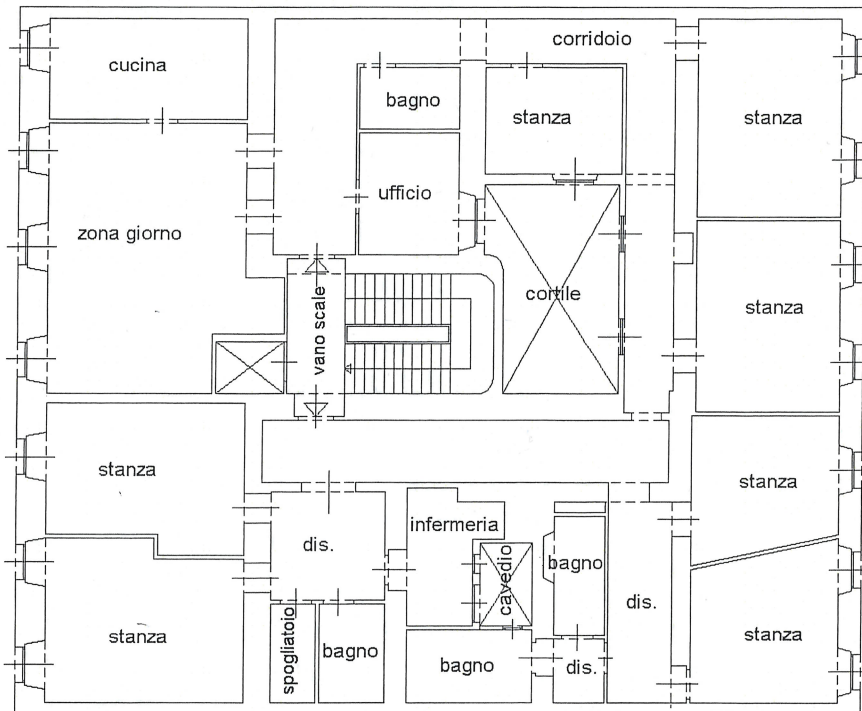 corridoio
cucina
bagno
stanza
stanza
ufficio
zona giorno
vano scale
cortile
stanza
stanza
stanza
infermeria
dis.
cavedio
bagno
dis.
stanza
stanza
spogliatoio
bagno
bagno
dis.